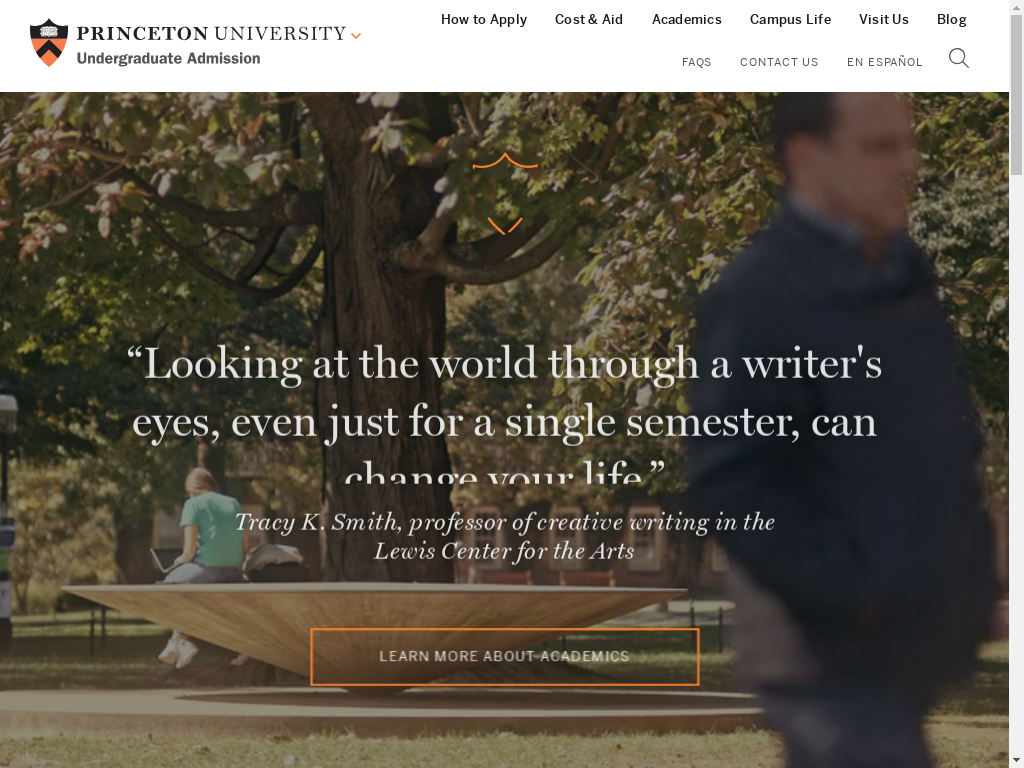 PRINCETON UNIVERSITY
Undergraduate Admission
How to Apply
Cost & Aid
Academics
Campus Life
Visit Us
Blog
FAQS
CONTACT US
EN ESPAÑOL
“Looking at the world through a writer's
eyes, even just for a single semester, can
change your life.”
Tracy K. Smith, professor of creative writing in the
Lewis Center for the Arts
LEARN MORE ABOUT ACADEMICS